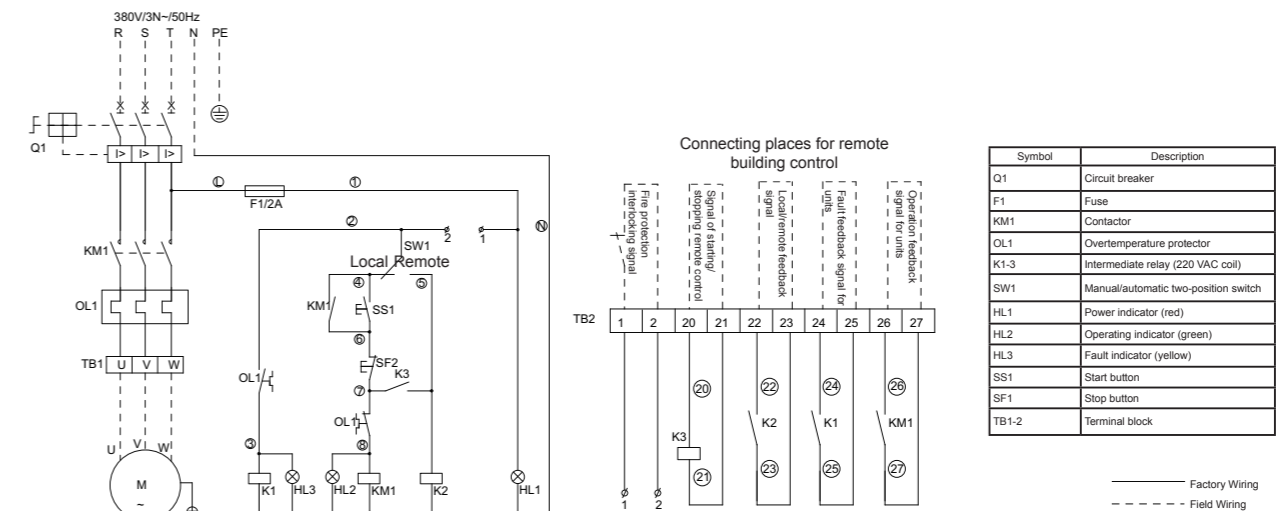 380V/3N~/50Hz
R S T N PE
Q1
I> I> I>
L
F1/2A
1
2
2 1
N
SW1
Local Remote
KM1
4
5
KM1
SS1
OL1
6
SF2
K3
TB1 U V W
OL1
7
OL1
U V W
3
8
M
~
K1 HL3 HL2 KM1 K2 HL1
Connecting places for remote
building control
Fire protection
interlocking signal
Signal of starting/
stopping remote control
Local/remote feedback
signal
Fault feedback signal for
units
Operation feedback
signal for units
TB2 1 2 20 21 22 23 24 25 26 27
20 22 24 26
K3
K2 K1 KM1
21 23 25 27
1 2
Symbol Description
Q1 Circuit breaker
F1 Fuse
KM1 Contactor
OL1 Overtemperature protector
K1-3 Intermediate relay (220 VAC coil)
SW1 Manual/automatic two-position switch
HL1 Power indicator (red)
HL2 Operating indicator (green)
HL3 Fault indicator (yellow)
SS1 Start button
SF1 Stop button
TB1-2 Terminal block
Factory Wiring
Field Wiring